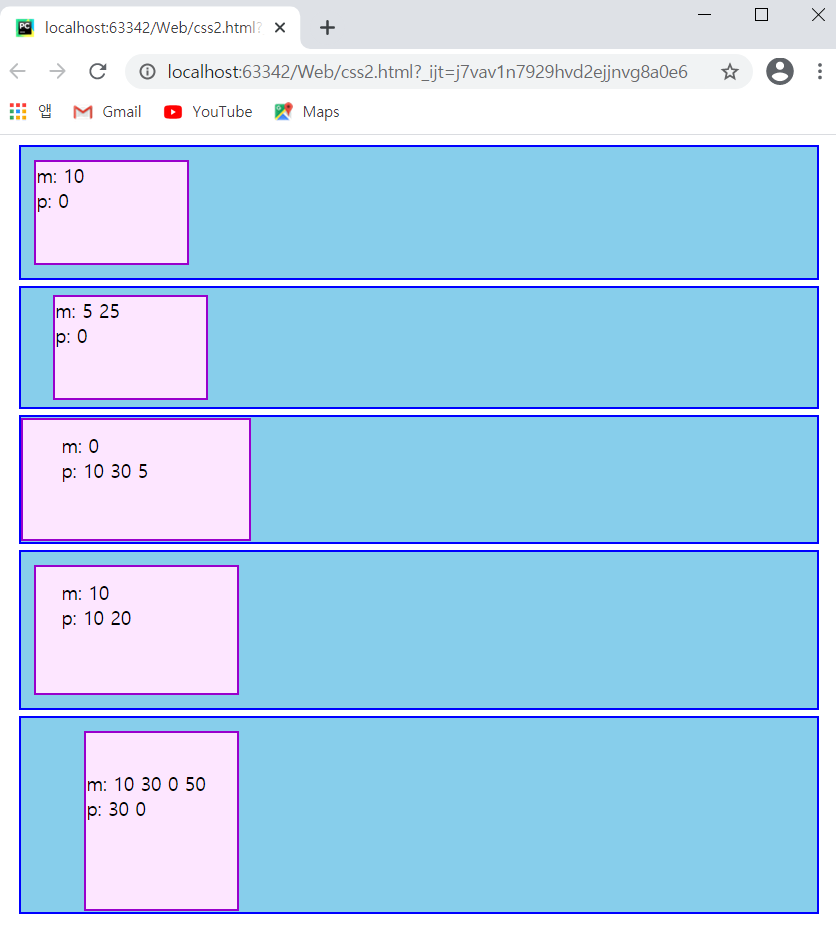 PC
localhost:63342/Web/css2.html?
localhost:63342/Web/css2.html?_ijt=j7vav1n7929hvd2ejjnvg8a0e6
앱 Gmail YouTube Maps
m: 10
p: 0
m: 5 25
p: 0
m: 0
p: 10 30 5
m: 10
p: 10 20
m: 10 30 0 50
p: 30 0